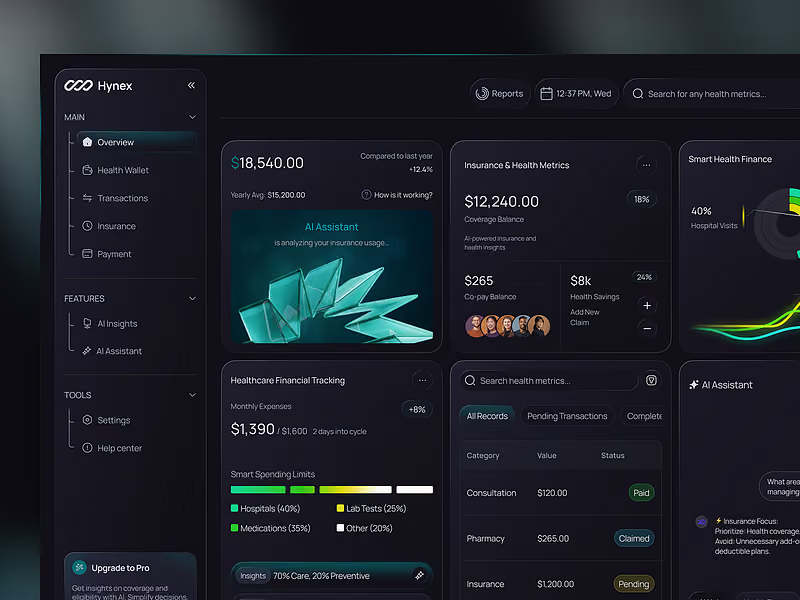 Hynex
MAIN
Overview
Health Wallet
Transactions
Insurance
Payment
FEATURES
AI Insights
AI Assistant
TOOLS
Settings
Help center
Upgrade to Pro
Get insights on coverage and
eligibility with AI. Simplify decisions,
Reports
12:37 PM, Wed
Search for any health metrics...
$18,540.00
Compared to last year
+12.4%
Yearly Avg: $15,200.00
How is it working?
AI Assistant
is analyzing your insurance usage..
Insurance & Health Metrics
$12,240.00
18%
Coverage Balance
AI-powered insurance and
health insights
$265
Co-pay Balance
$8k
24%
Health Savings
Add New
Claim
Smart Health Finance
40%
Hospital Visits
Healthcare Financial Tracking
Monthly Expenses
+8%
$1,390 / $1,600 2 days into cycle
Smart Spending Limits
Hospitals (40%)
Lab Tests (25%)
Medications (35%)
Other (20%)
Insights 70% Care, 20% Preventive
Search health metrics...
All Records
Pending Transactions
Complete
Category Value Status
Consultation $120.00 Paid
Pharmacy $265.00 Claimed
Insurance $1,200.00 Pending
AI Assistant
What area
managing
Insurance Focus:
Prioritize: Health coverage,
Avoid: Unnecessary add-o
deductible plans.